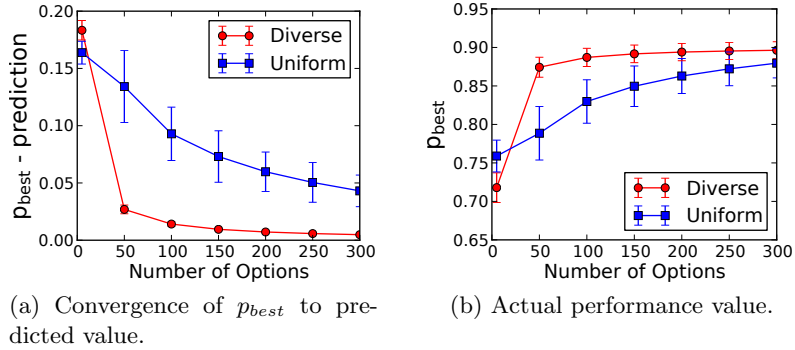 0.20
0.15
0.10
0.05
0.00
p_best - prediction
Diverse
Uniform
0 50 100 150 200 250 300
Number of Options
(a) Convergence of p_best to pre-
dicted value.
0.95
0.90
0.85
0.80
0.75
0.70
0.65
p_best
Diverse
Uniform
0 50 100 150 200 250 300
Number of Options
(b) Actual performance value.